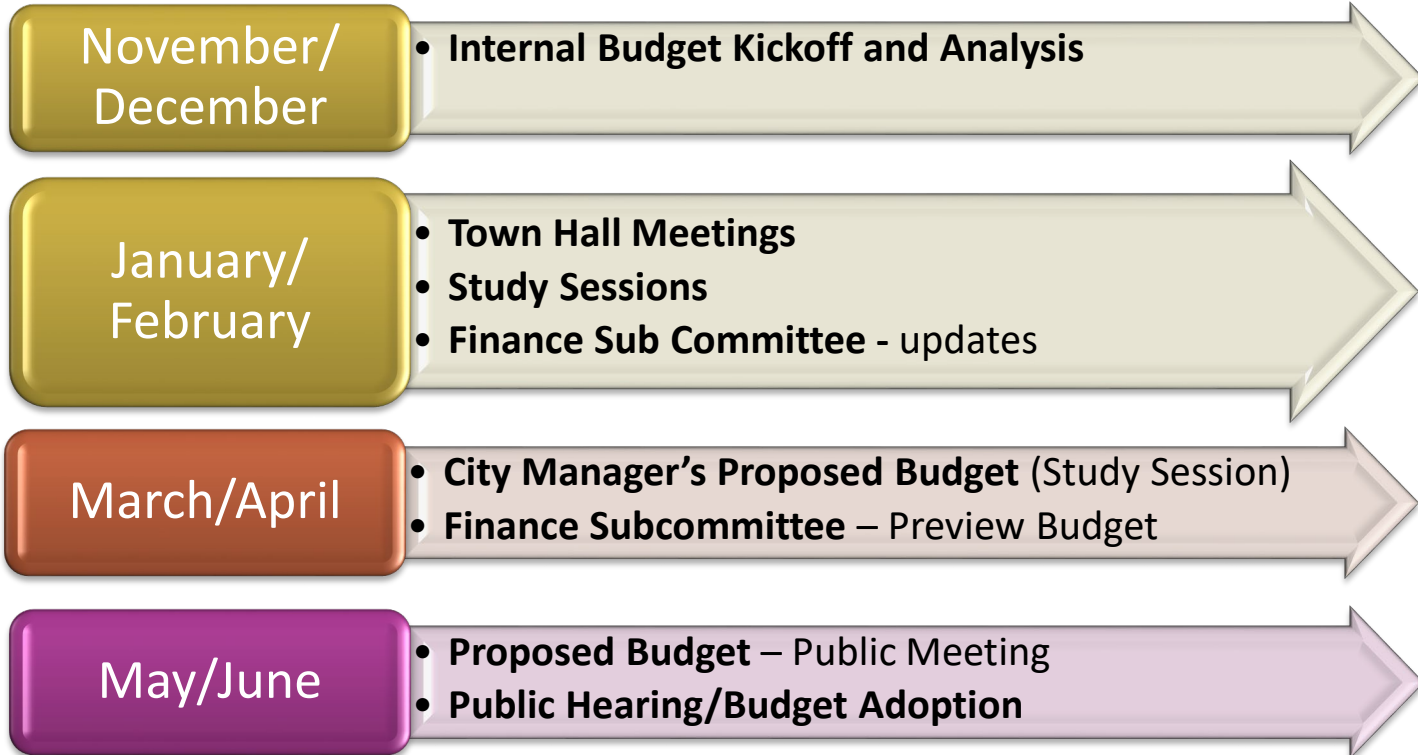 November/
December
• Internal Budget Kickoff and Analysis
January/
February
• Town Hall Meetings
• Study Sessions
• Finance Sub Committee - updates
March/April
• City Manager’s Proposed Budget (Study Session)
• Finance Subcommittee – Preview Budget
May/June
• Proposed Budget – Public Meeting
• Public Hearing/Budget Adoption